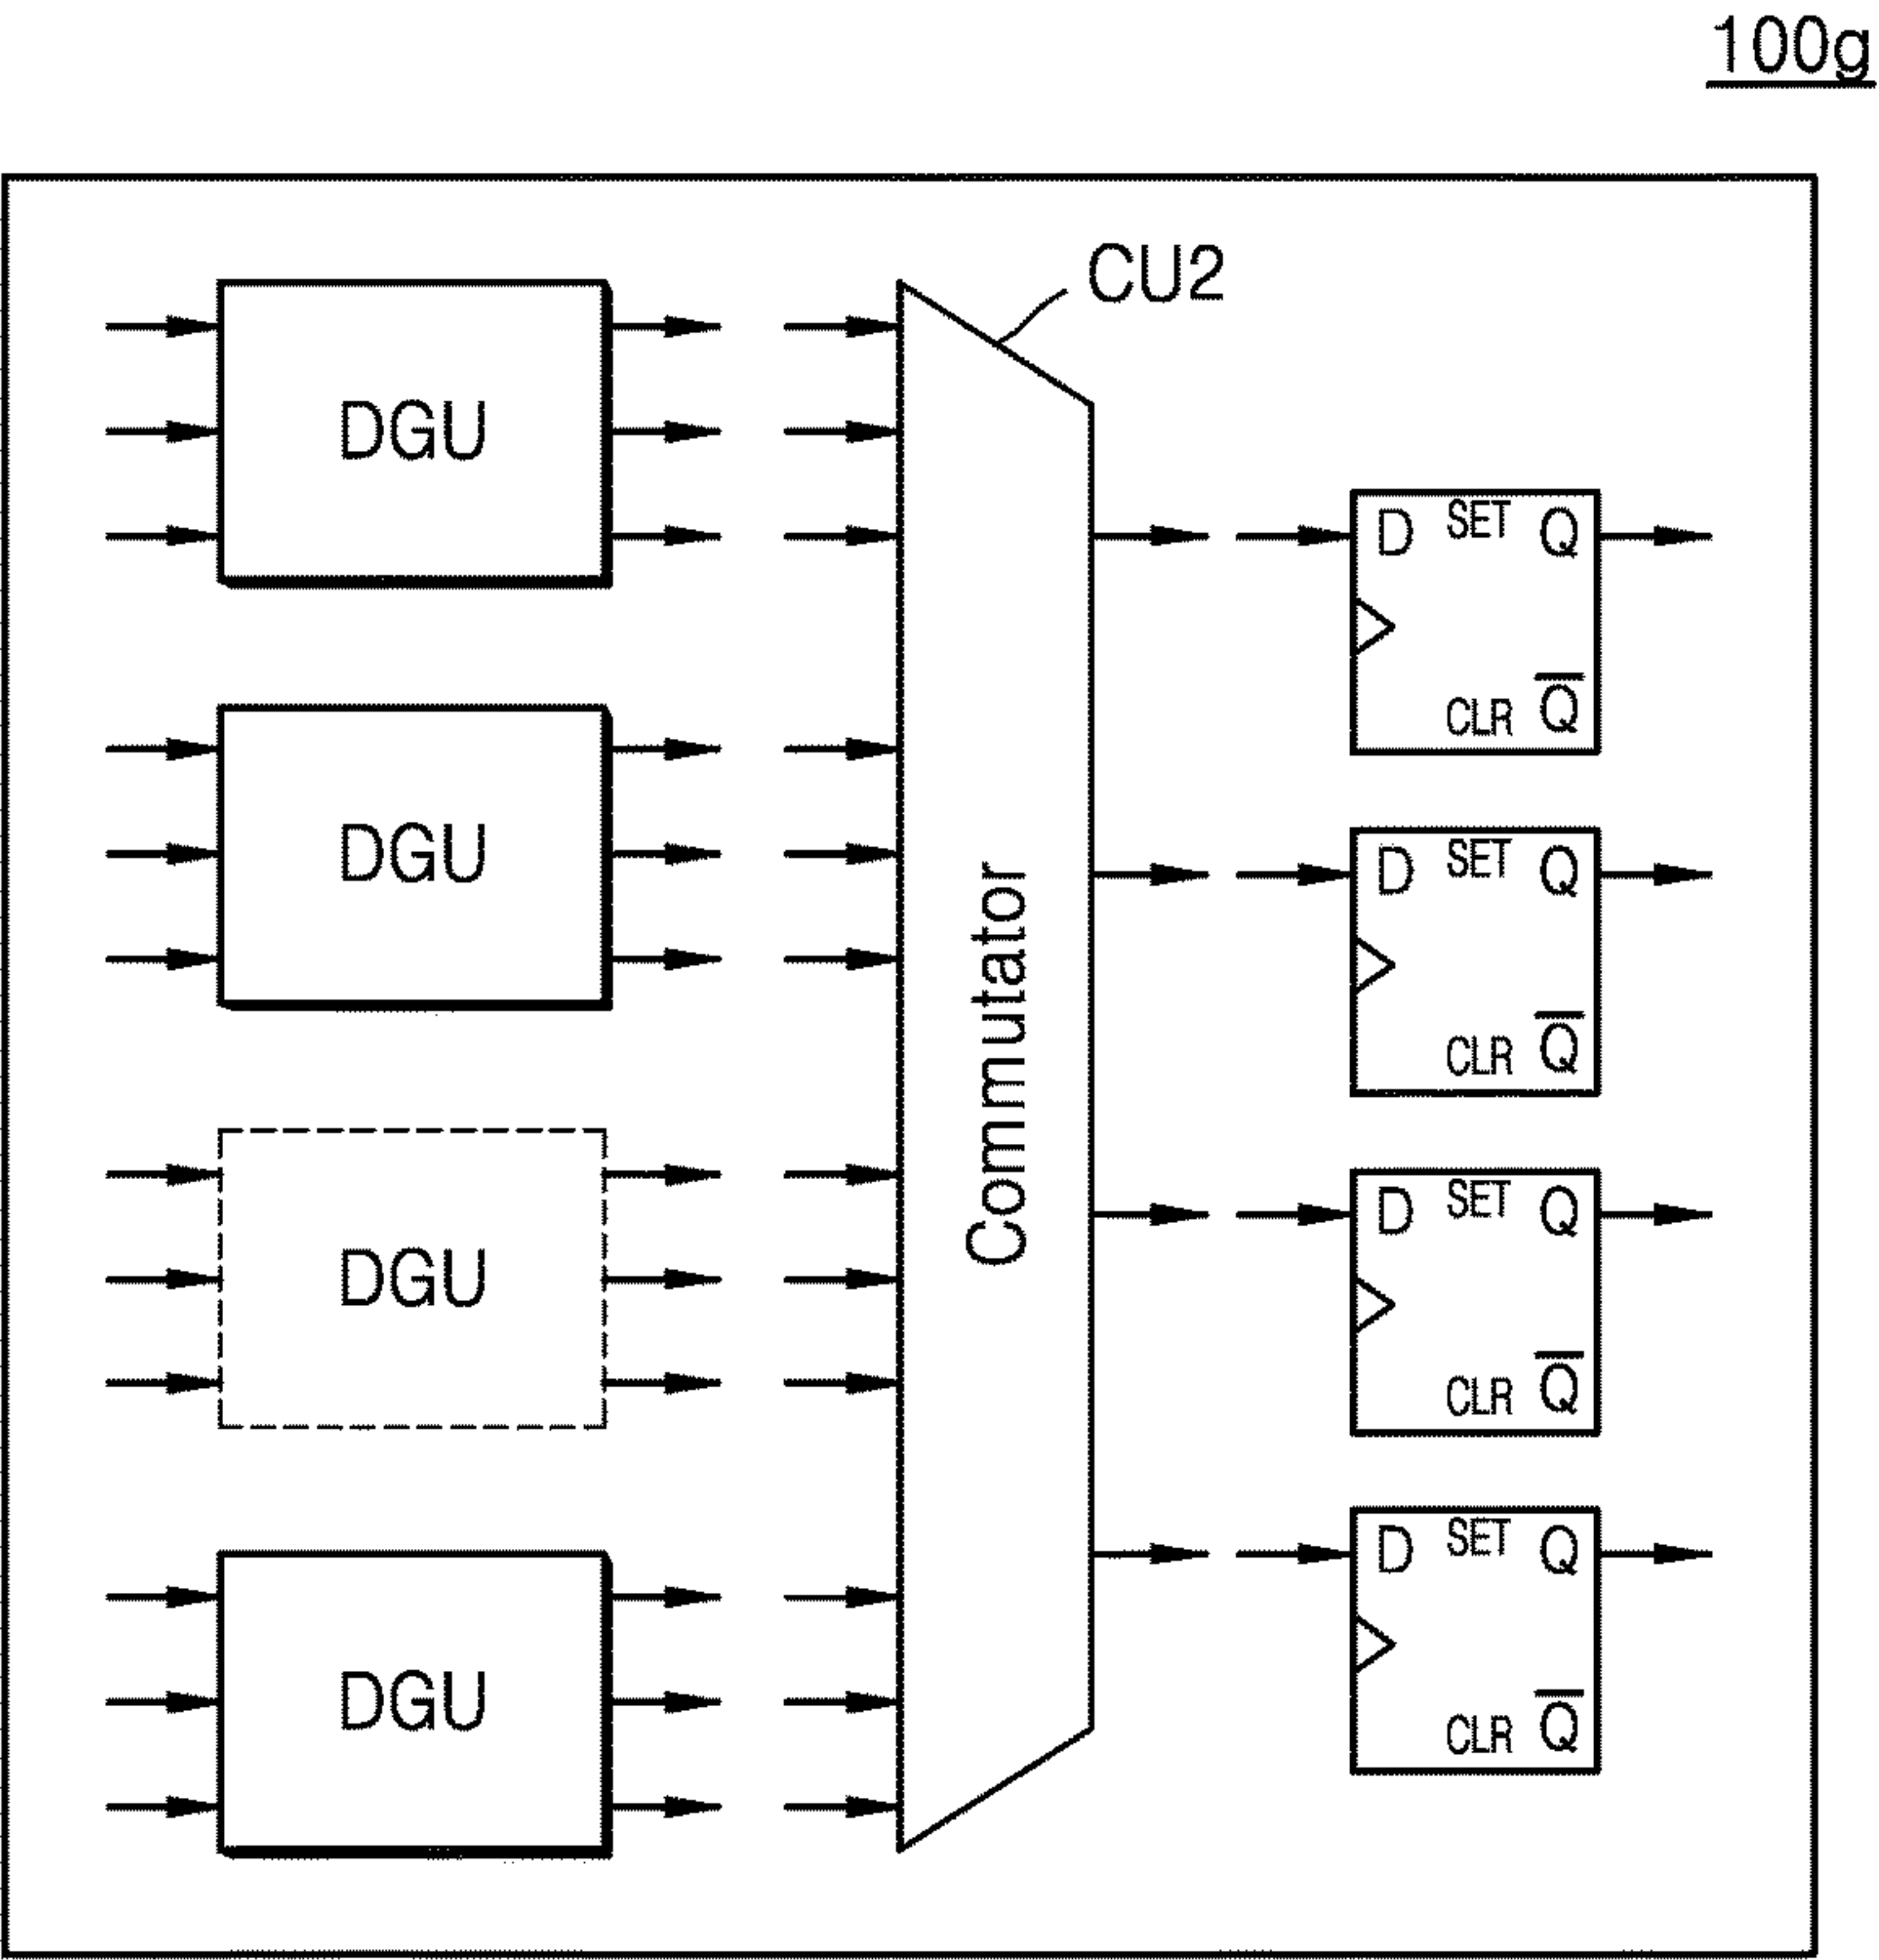 100g
CU2
DGU
DGU
DGU
DGU
Commutator
D SET Q
CLR Q̅
D SET Q
CLR Q̅
D SET Q
CLR Q̅
D SET Q
CLR Q̅